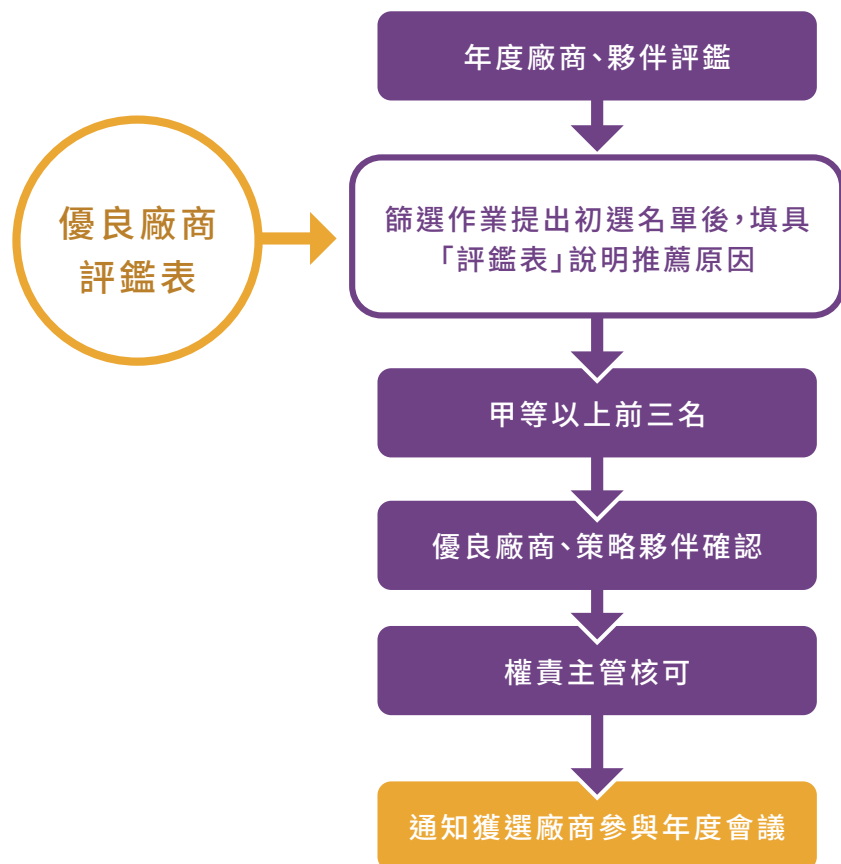 年度廠商、夥伴評鑑
優良廠商
評鑑表
篩選作業提出初選名單後,填具
「評鑑表」說明推薦原因
甲等以上前三名
優良廠商、策略夥伴確認
權責主管核可
通知獲選廠商參與年度會議